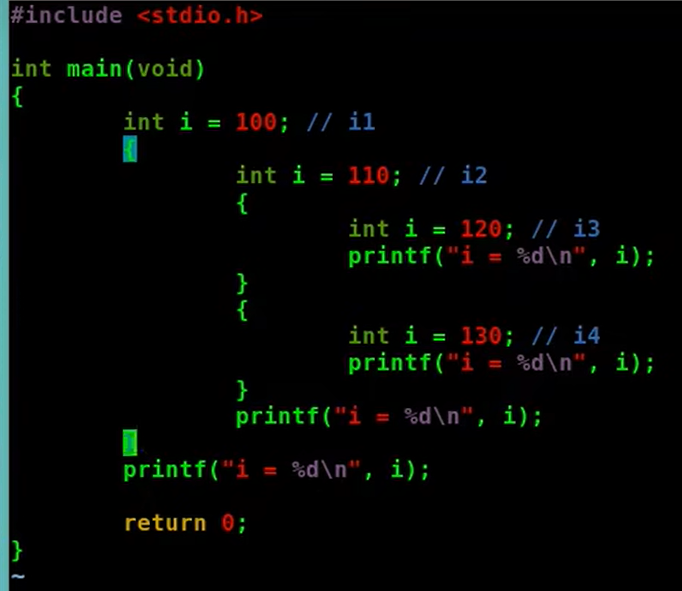 #include <stdio.h>
int main(void)
{
int i = 100; // i1
{
int i = 110; // i2
{
int i = 120; // i3
printf("i = %d\n", i);
}
{
int i = 130; // i4
printf("i = %d\n", i);
}
printf("i = %d\n", i);
}
printf("i = %d\n", i);
return 0;
}
~